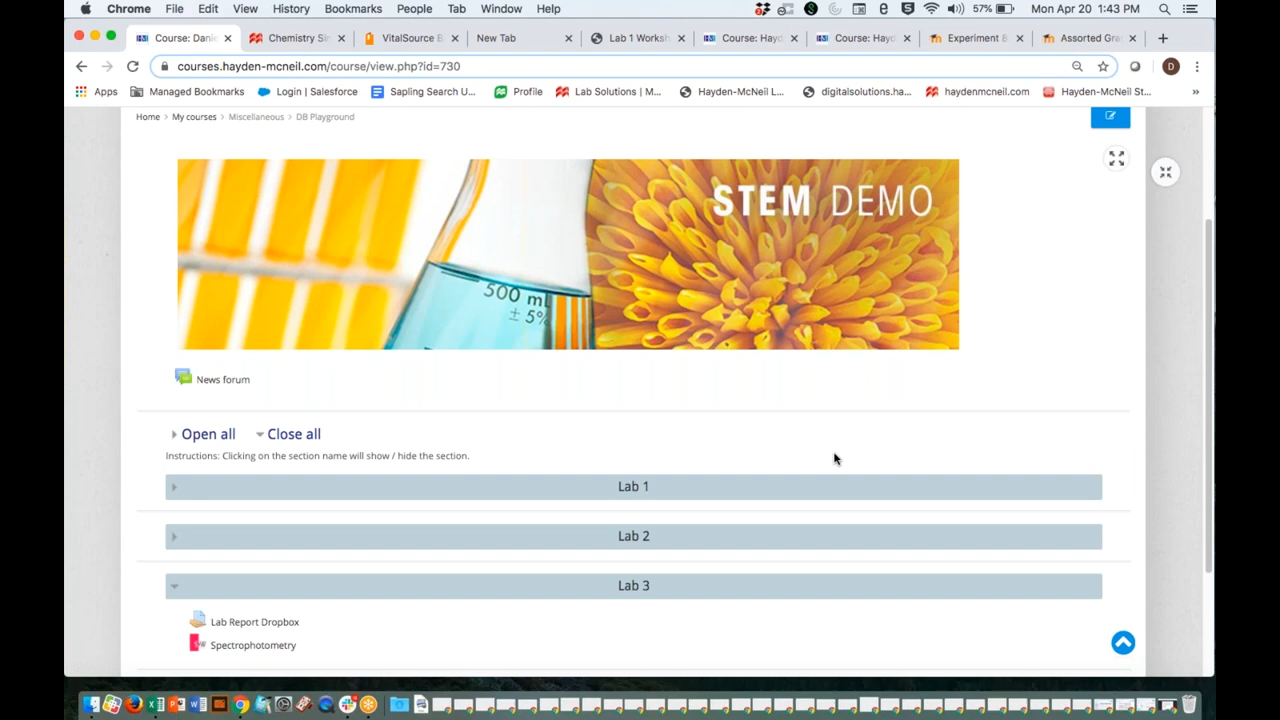 Chrome File Edit View History Bookmarks People Tab Window Help 57% Mon Apr 20 1:43 PM
Course: Danie Chemistry Sim VitalSource B New Tab Lab 1 Worksh Course: Hayd Course: Hayd Experiment B Assorted Gra
courses.hayden-mcneil.com/course/view.php?id=730 D
Apps Managed Bookmarks Login | Salesforce Sapling Search U... Profile Lab Solutions | M... Hayden-McNeil L... digitalsolutions.ha... haydenmcneil.com Hayden-McNeil St... »
Home > My courses > Miscellaneous > DB Playground
STEM DEMO
500 ml
± 5%
News forum
Open all Close all
Instructions: Clicking on the section name will show / hide the section.
Lab 1
Lab 2
Lab 3
Lab Report Dropbox
Spectrophotometry